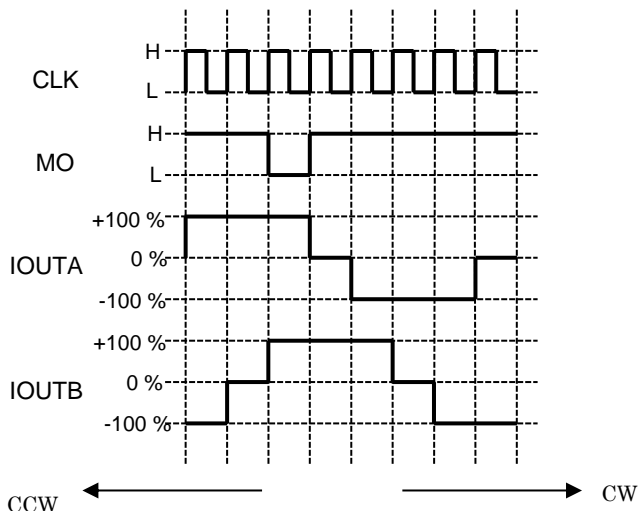 H
CLK
L
H
MO
L
+100 %
IOUTA
0 %
-100 %
+100 %
IOUTB
0 %
-100 %
CCW
CW